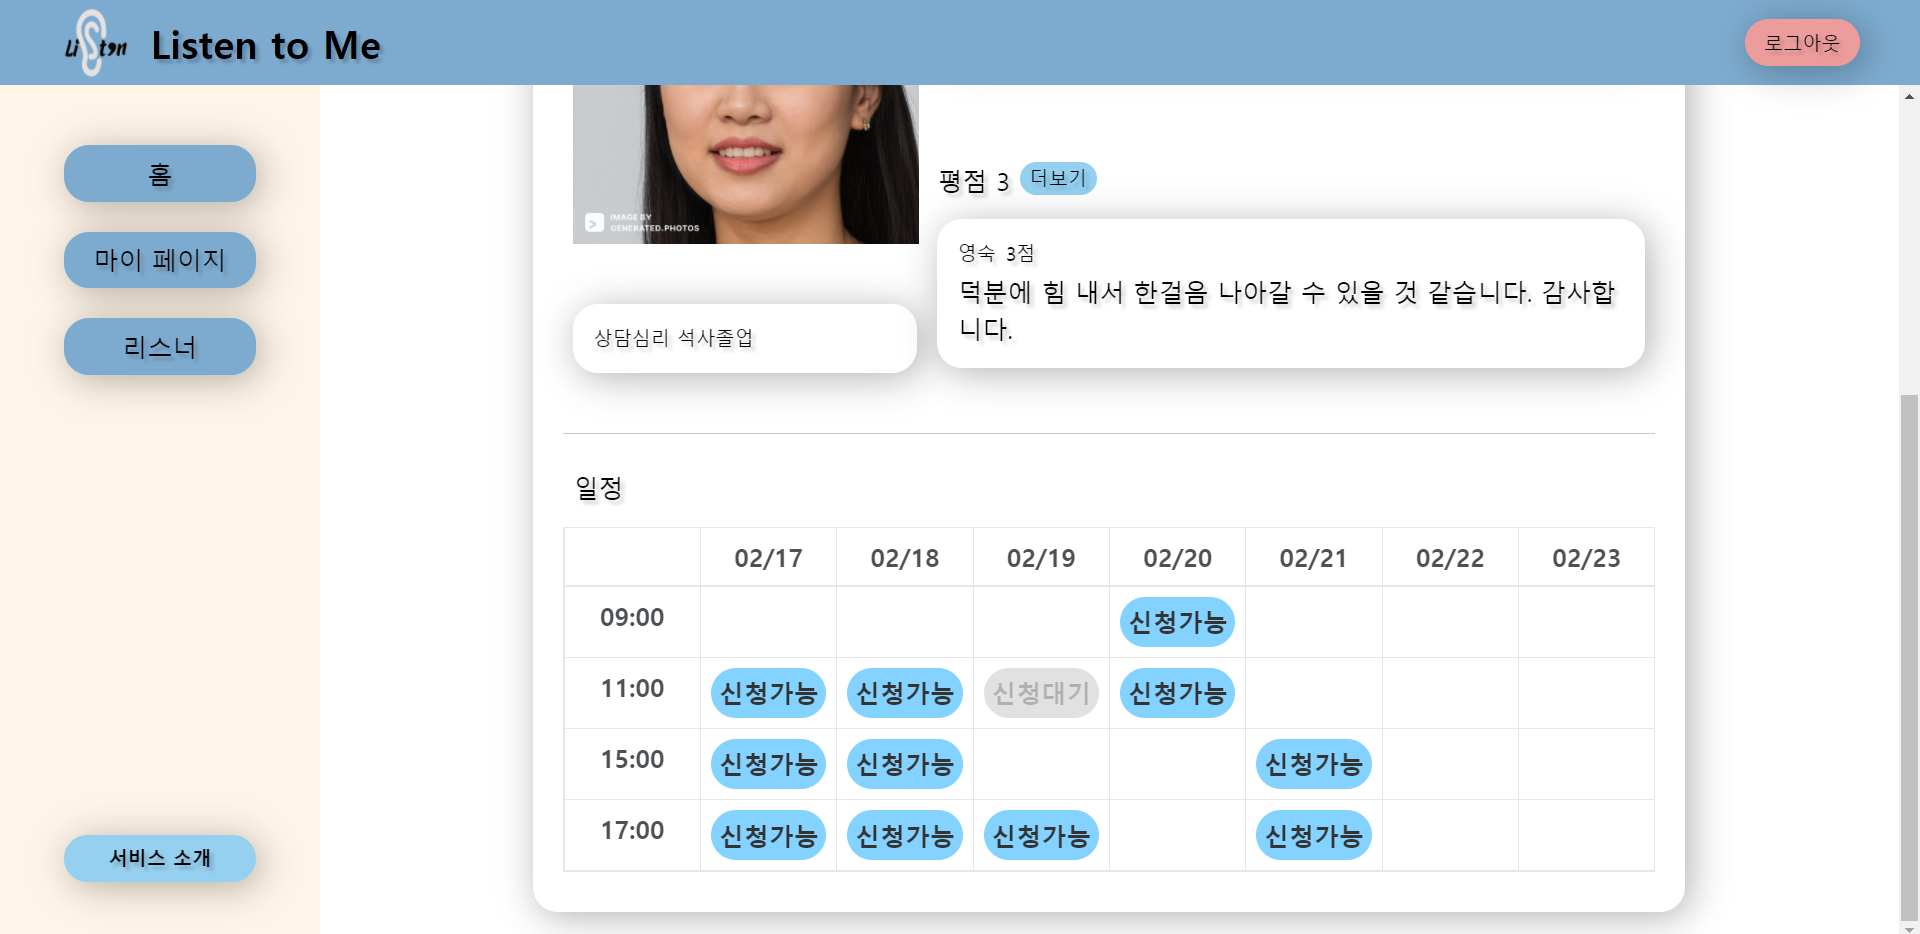 Liston
Listen to Me
로그아웃
홈
마이 페이지
리스너
서비스 소개
IMAGE BY
GENERATED.PHOTOS
상담심리 석사졸업
평점 3 더보기
영숙 3점
덕분에 힘 내서 한걸음 나아갈 수 있을 것 같습니다. 감사합
니다.
일정
02/17 02/18 02/19 02/20 02/21 02/22 02/23
09:00 신청가능
11:00 신청가능 신청가능 신청대기 신청가능
15:00 신청가능 신청가능 신청가능
17:00 신청가능 신청가능 신청가능 신청가능